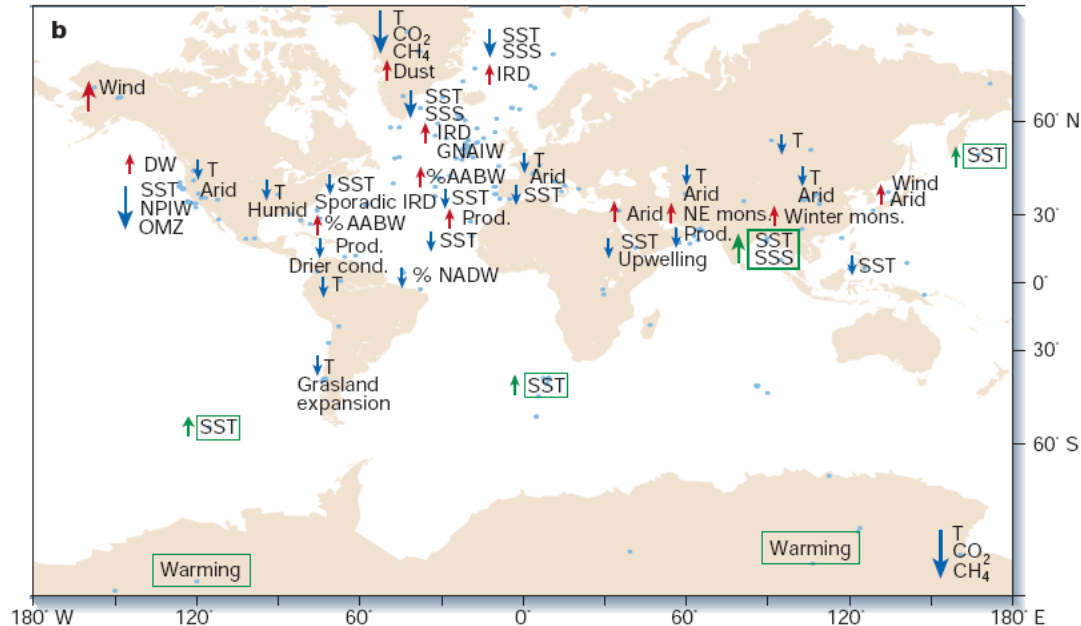 b
T
CO₂
CH₄
Dust
SST
SSS
IRD
Wind
SST
SSS
IRD
GNAIW
60° N
SST
T
DW
T
Arid
SST
NPIW
OMZ
T
Humid
SST
Sporadic IRD
%AABW
SST
T
Arid
SST
T
Arid
T
Arid
Wind
Arid
% AABW
Prod.
Arid
NE mons.
Winter mons.
30°
Prod.
Drier cond.
SST
SST
Upwelling
Prod.
SST
SSS
SST
T
% NADW
0°
30°
T
Grasland
expansion
SST
SST
60° S
Warming
Warming
T
CO₂
CH₄
180° W
120°
60°
0°
60°
120°
180° E